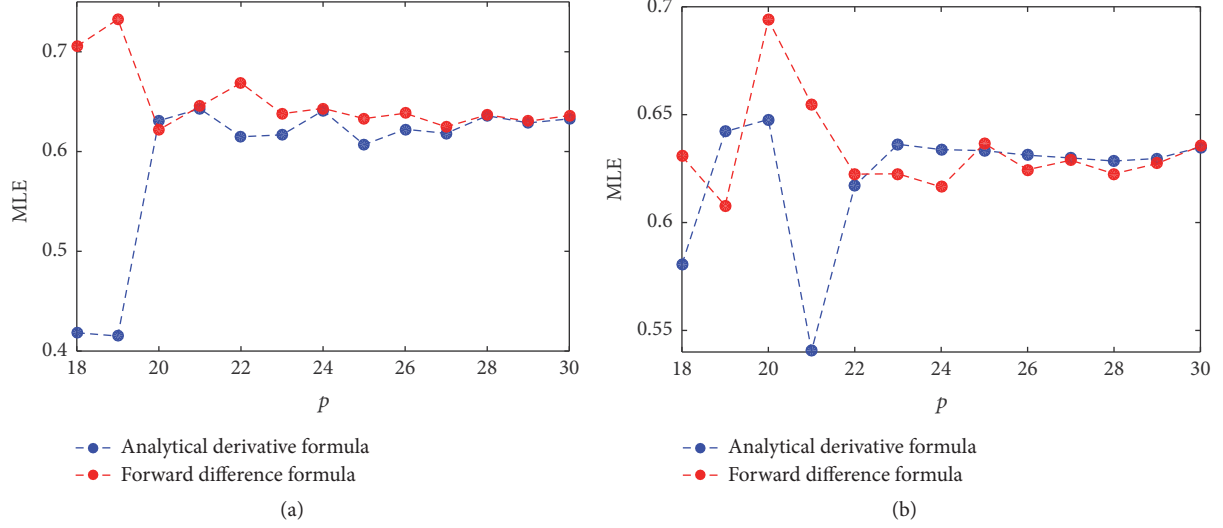 0.7
0.6
0.5
0.4
MLE
18 20 22 24 26 28 30
p
Analytical derivative formula
Forward difference formula
(a)
0.7
0.65
0.6
0.55
MLE
18 20 22 24 26 28 30
p
Analytical derivative formula
Forward difference formula
(b)